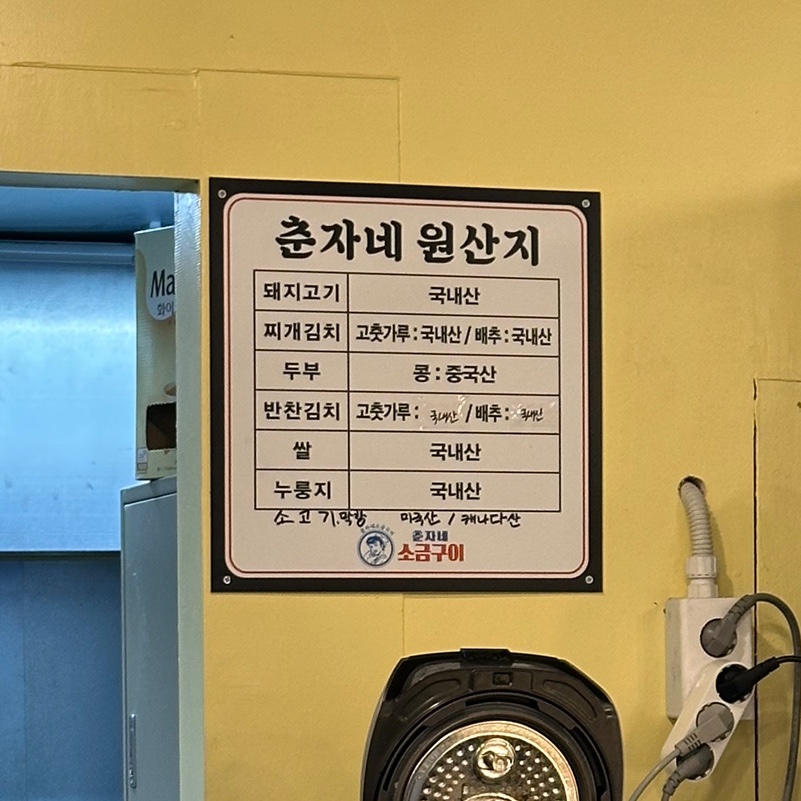 춘자네 원산지
돼지고기 국내산
찌개김치 고춧가루:국내산 / 배추:국내산
두부 콩:중국산
반찬김치 고춧가루: 국내산 / 배추: 국내산
쌀 국내산
누룽지 국내산
소고기.막창 미국산 / 캐나다산
춘자네
소금구이
Ma
화이